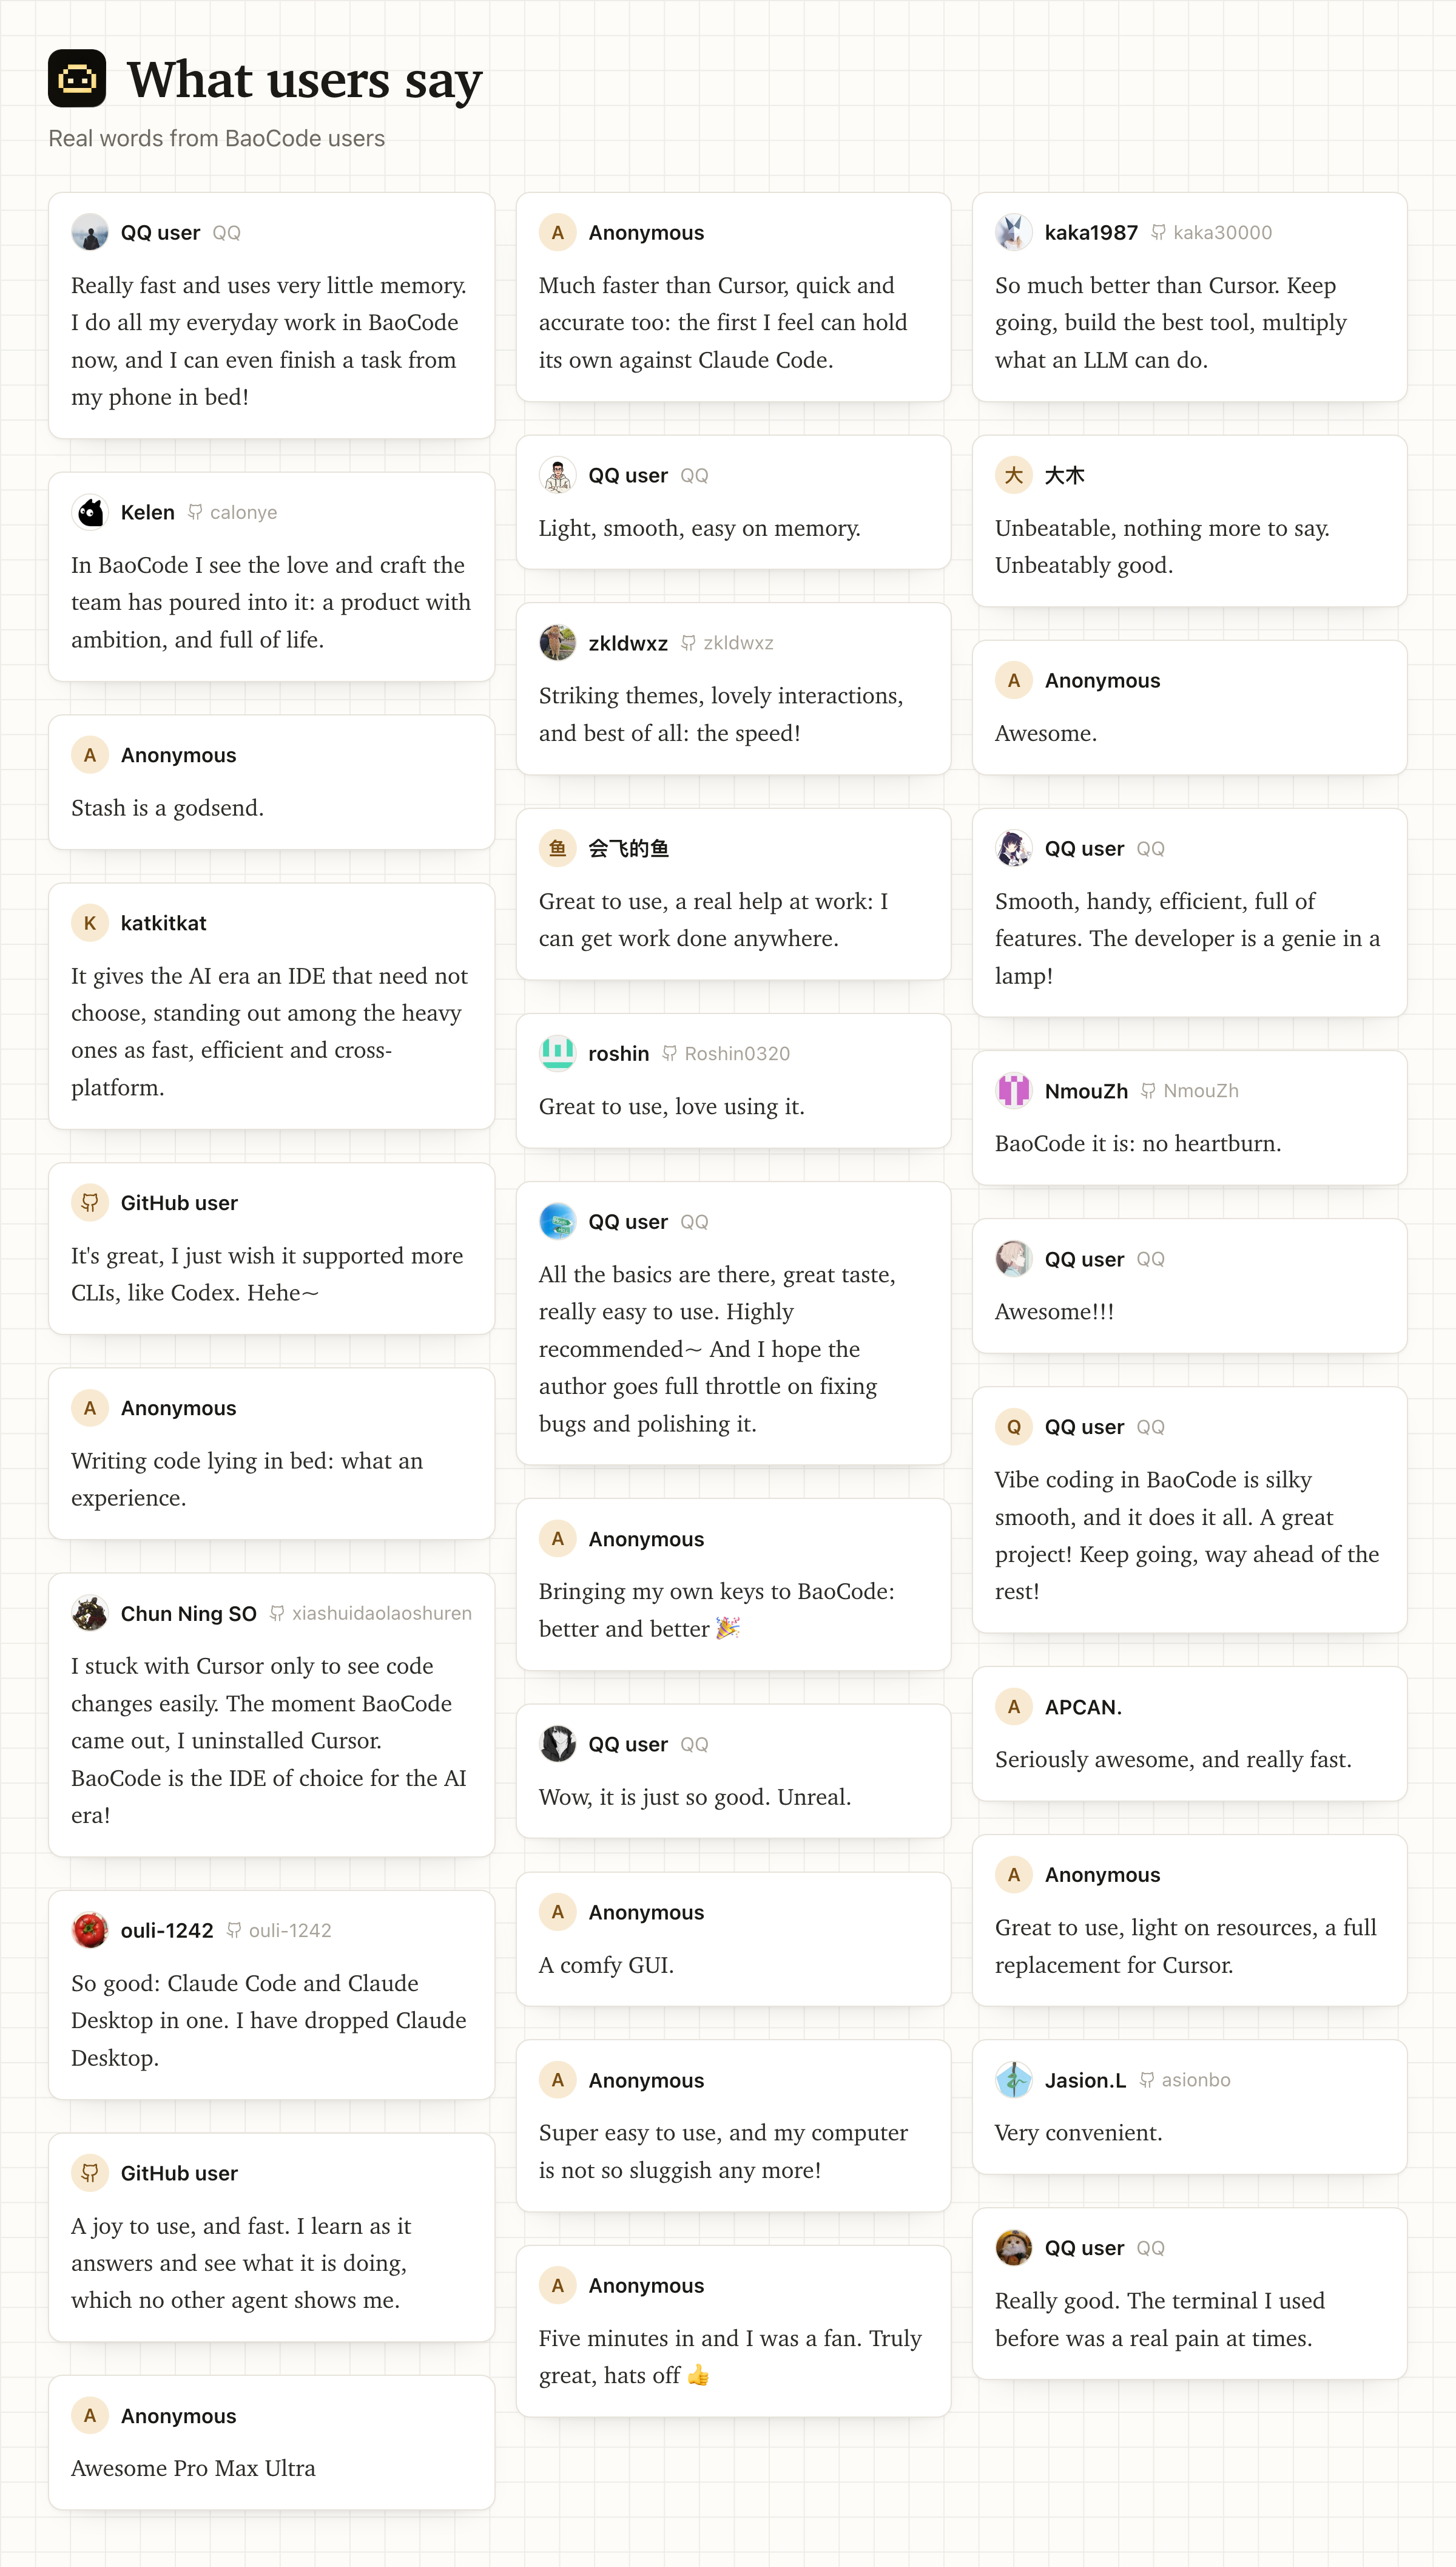 What users say
Real words from BaoCode users
QQ user QQ
Really fast and uses very little memory.
I do all my everyday work in BaoCode
now, and I can even finish a task from
my phone in bed!
Kelen calonye
In BaoCode I see the love and craft the
team has poured into it: a product with
ambition, and full of life.
A Anonymous
Stash is a godsend.
K katkitkat
It gives the AI era an IDE that need not
choose, standing out among the heavy
ones as fast, efficient and cross-
platform.
GitHub user
It's great, I just wish it supported more
CLIs, like Codex. Hehe~
A Anonymous
Writing code lying in bed: what an
experience.
Chun Ning SO xiashuidaolaoshuren
I stuck with Cursor only to see code
changes easily. The moment BaoCode
came out, I uninstalled Cursor.
BaoCode is the IDE of choice for the AI
era!
ouli-1242 ouli-1242
So good: Claude Code and Claude
Desktop in one. I have dropped Claude
Desktop.
GitHub user
A joy to use, and fast. I learn as it
answers and see what it is doing,
which no other agent shows me.
A Anonymous
Awesome Pro Max Ultra
A Anonymous
Much faster than Cursor, quick and
accurate too: the first I feel can hold
its own against Claude Code.
QQ user QQ
Light, smooth, easy on memory.
zkldwxz zkldwxz
Striking themes, lovely interactions,
and best of all: the speed!
鱼 会飞的鱼
Great to use, a real help at work: I
can get work done anywhere.
roshin Roshin0320
Great to use, love using it.
QQ user QQ
All the basics are there, great taste,
really easy to use. Highly
recommended~ And I hope the
author goes full throttle on fixing
bugs and polishing it.
A Anonymous
Bringing my own keys to BaoCode:
better and better 🎉
QQ user QQ
Wow, it is just so good. Unreal.
A Anonymous
A comfy GUI.
A Anonymous
Super easy to use, and my computer
is not so sluggish any more!
A Anonymous
Five minutes in and I was a fan. Truly
great, hats off 👍
kaka1987 kaka30000
So much better than Cursor. Keep
going, build the best tool, multiply
what an LLM can do.
大 大木
Unbeatable, nothing more to say.
Unbeatably good.
A Anonymous
Awesome.
QQ user QQ
Smooth, handy, efficient, full of
features. The developer is a genie in a
lamp!
NmouZh NmouZh
BaoCode it is: no heartburn.
QQ user QQ
Awesome!!!
Q QQ user QQ
Vibe coding in BaoCode is silky
smooth, and it does it all. A great
project! Keep going, way ahead of the
rest!
A APCAN.
Seriously awesome, and really fast.
A Anonymous
Great to use, light on resources, a full
replacement for Cursor.
Jasion.L asionbo
Very convenient.
QQ user QQ
Really good. The terminal I used
before was a real pain at times.